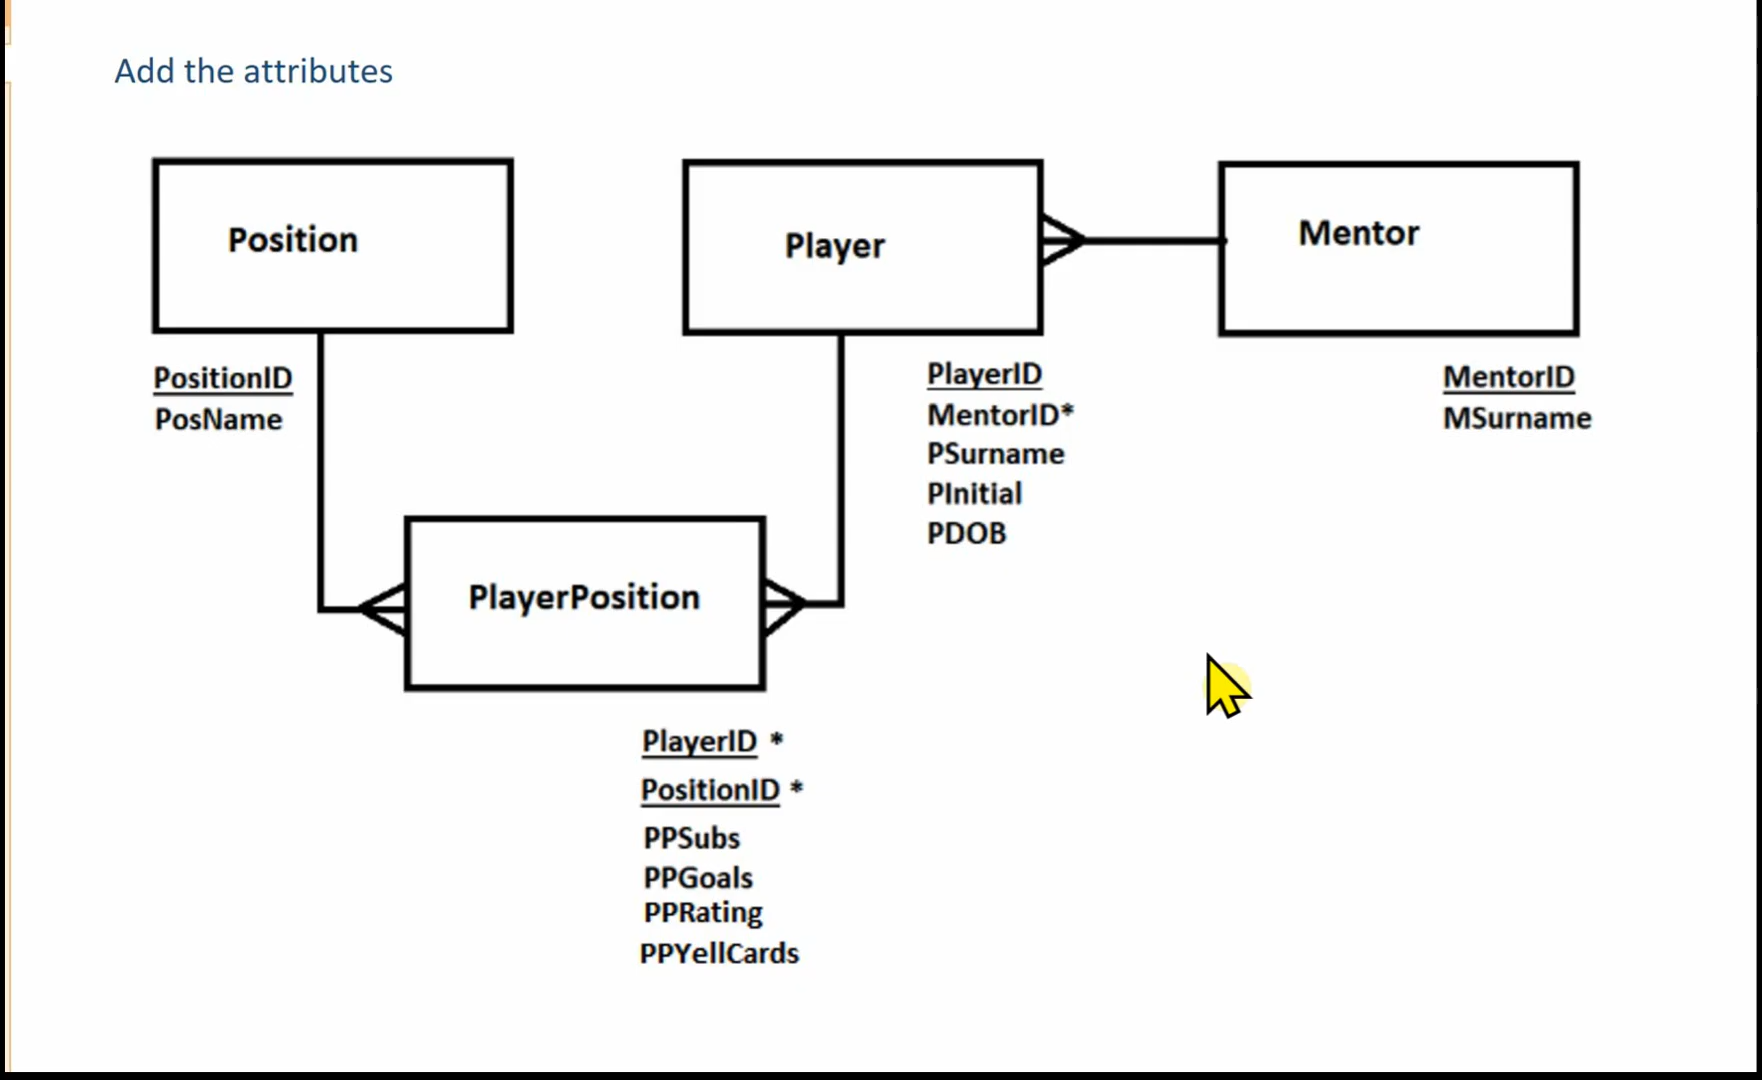 Add the attributes
Position
Player
Mentor
PositionID
PosName
PlayerID
MentorID*
PSurname
PInitial
PDOB
MentorID
MSurname
PlayerPosition
PlayerID *
PositionID *
PPSubs
PPGoals
PPRating
PPYellCards